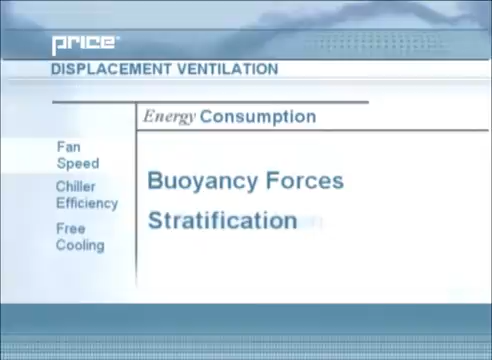 price
DISPLACEMENT VENTILATION
Energy Consumption
Fan
Speed
Chiller
Efficiency
Free
Cooling
Buoyancy Forces
Stratification